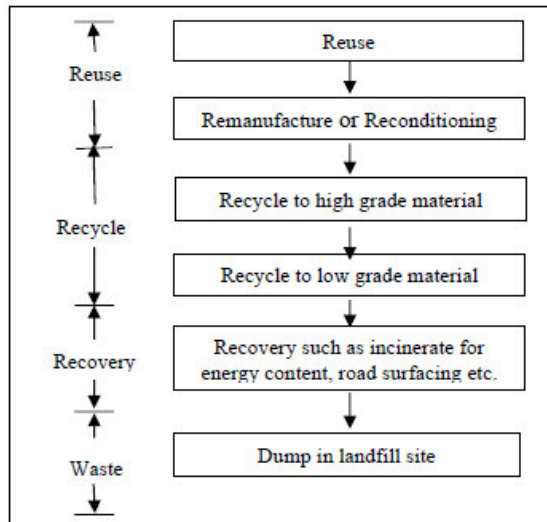 Reuse
Reuse
Remanufacture or Reconditioning
Recycle to high grade material
Recycle
Recycle to low grade material
Recovery such as incinerate for
energy content, road surfacing etc.
Recovery
Dump in landfill site
Waste